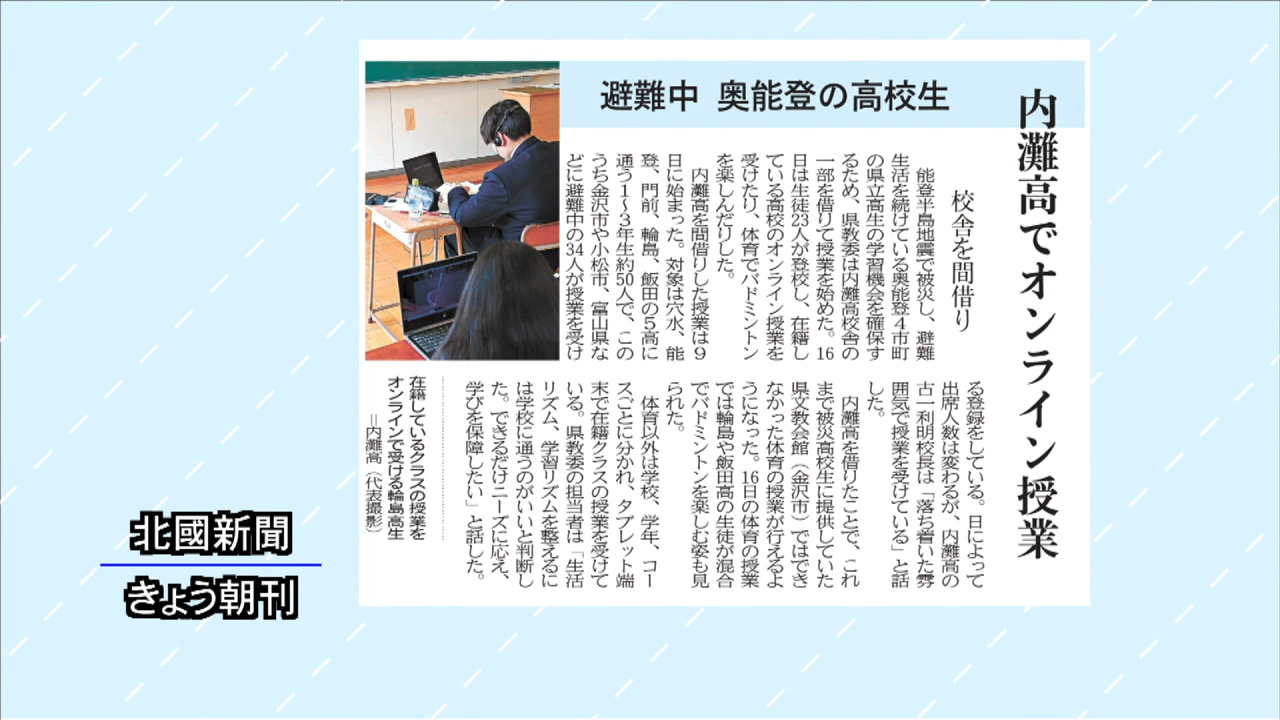 避難中 奥能登の高校生
内灘高でオンライン授業
校舎を間借り
能登半島地震で被災し、避難
生活を続けている奥能登４市町
の県立高生の学習機会を確保す
るため、県教委は内灘高校舎の
一部を借りて授業を始めた。16
日は生徒23人が登校し、在籍し
ている高校のオンライン授業を
受けたり、体育でバドミントン
を楽しんだりした。
内灘高を間借りした授業は９
日に始まった。対象は穴水、能
登、門前、輪島、飯田の５高に
通う１～３年生約50人で、この
うち金沢市や小松市、富山県な
どに避難中の34人が授業を受け
る登録をしている。日によって
出席人数は変わるが、内灘高の
古一利明校長は「落ち着いた雰
囲気で授業を受けている」と話
した。
内灘高を借りたことで、これ
まで被災高校生に提供していた
県文教会館（金沢市）ではでき
なかった体育の授業が行えるよ
うになった。16日の体育の授業
では輪島や飯田高の生徒が混合
でバドミントンを楽しむ姿も見
られた。
体育以外は学校、学年、コー
スごとに分かれ、タブレット端
末で在籍クラスの授業を受けて
いる。県教委の担当者は「生活
リズム、学習リズムを整えるに
は学校に通うのがいいと判断し
た。できるだけニーズに応え、
学びを保障したい」と話した。
在籍しているクラスの授業を
オンラインで受ける輪島高生
＝内灘高（代表撮影）
北國新聞
きょう朝刊